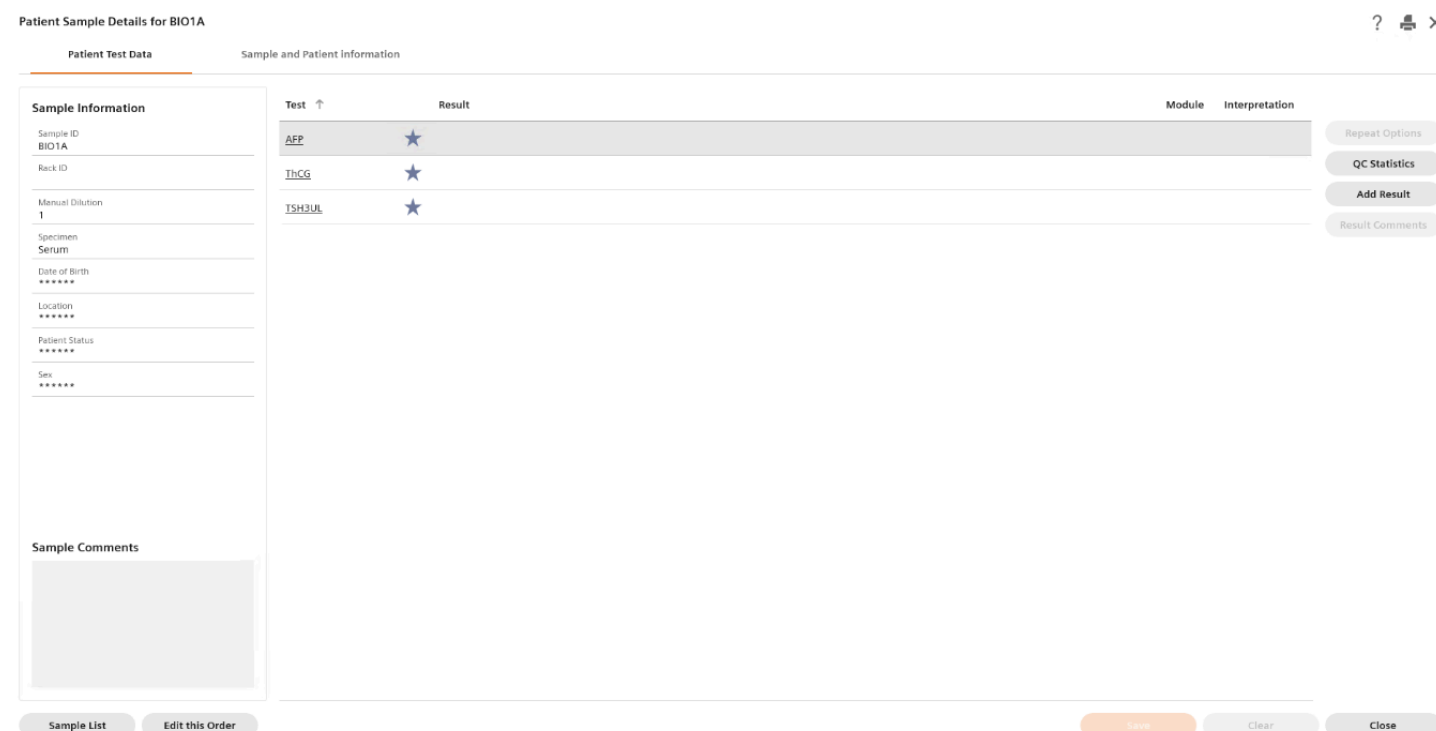 Patient Sample Details for BIO1A
?
Patient Test Data
Sample and Patient information
Sample Information
Sample ID
BIO1A
Rack ID
Manual Dilution
1
Specimen
Serum
Date of Birth
******
Location
******
Patient Status
******
Sex
******
Sample Comments
Test ↑ Result Module Interpretation
AFP ★
ThCG ★
TSH3UL ★
Repeat Options
QC Statistics
Add Result
Result Comments
Sample List
Edit this Order
Save
Clear
Close